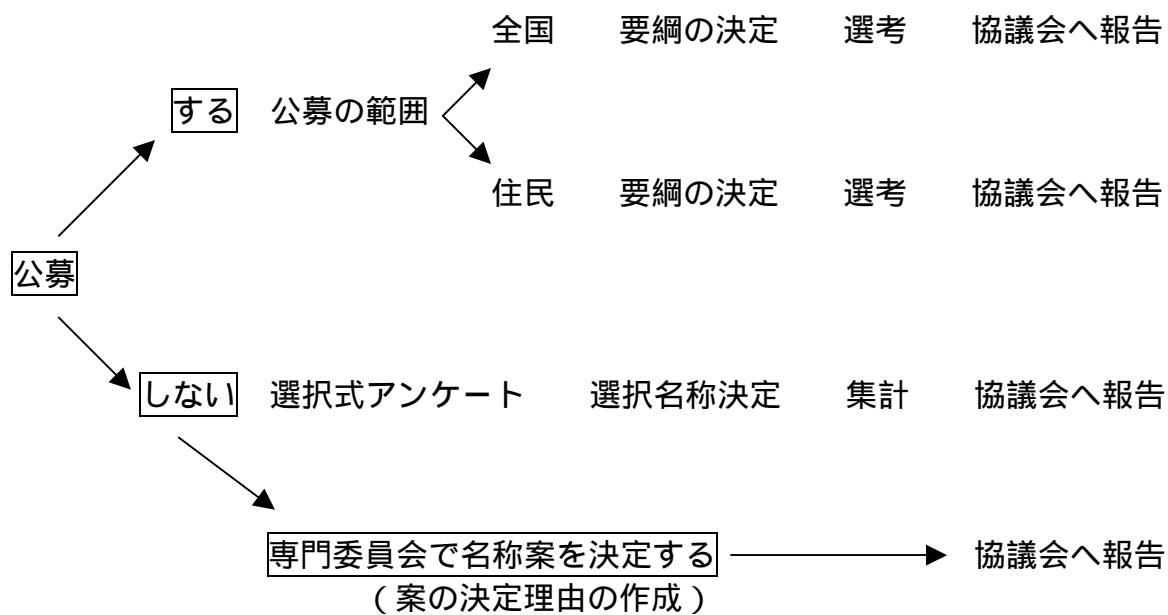 全国 要綱の決定 選考 協議会へ報告
する 公募の範囲
住民 要綱の決定 選考 協議会へ報告
公募
しない 選択式アンケート 選択名称決定 集計 協議会へ報告
専門委員会で名称案を決定する 協議会へ報告
(案の決定理由の作成)